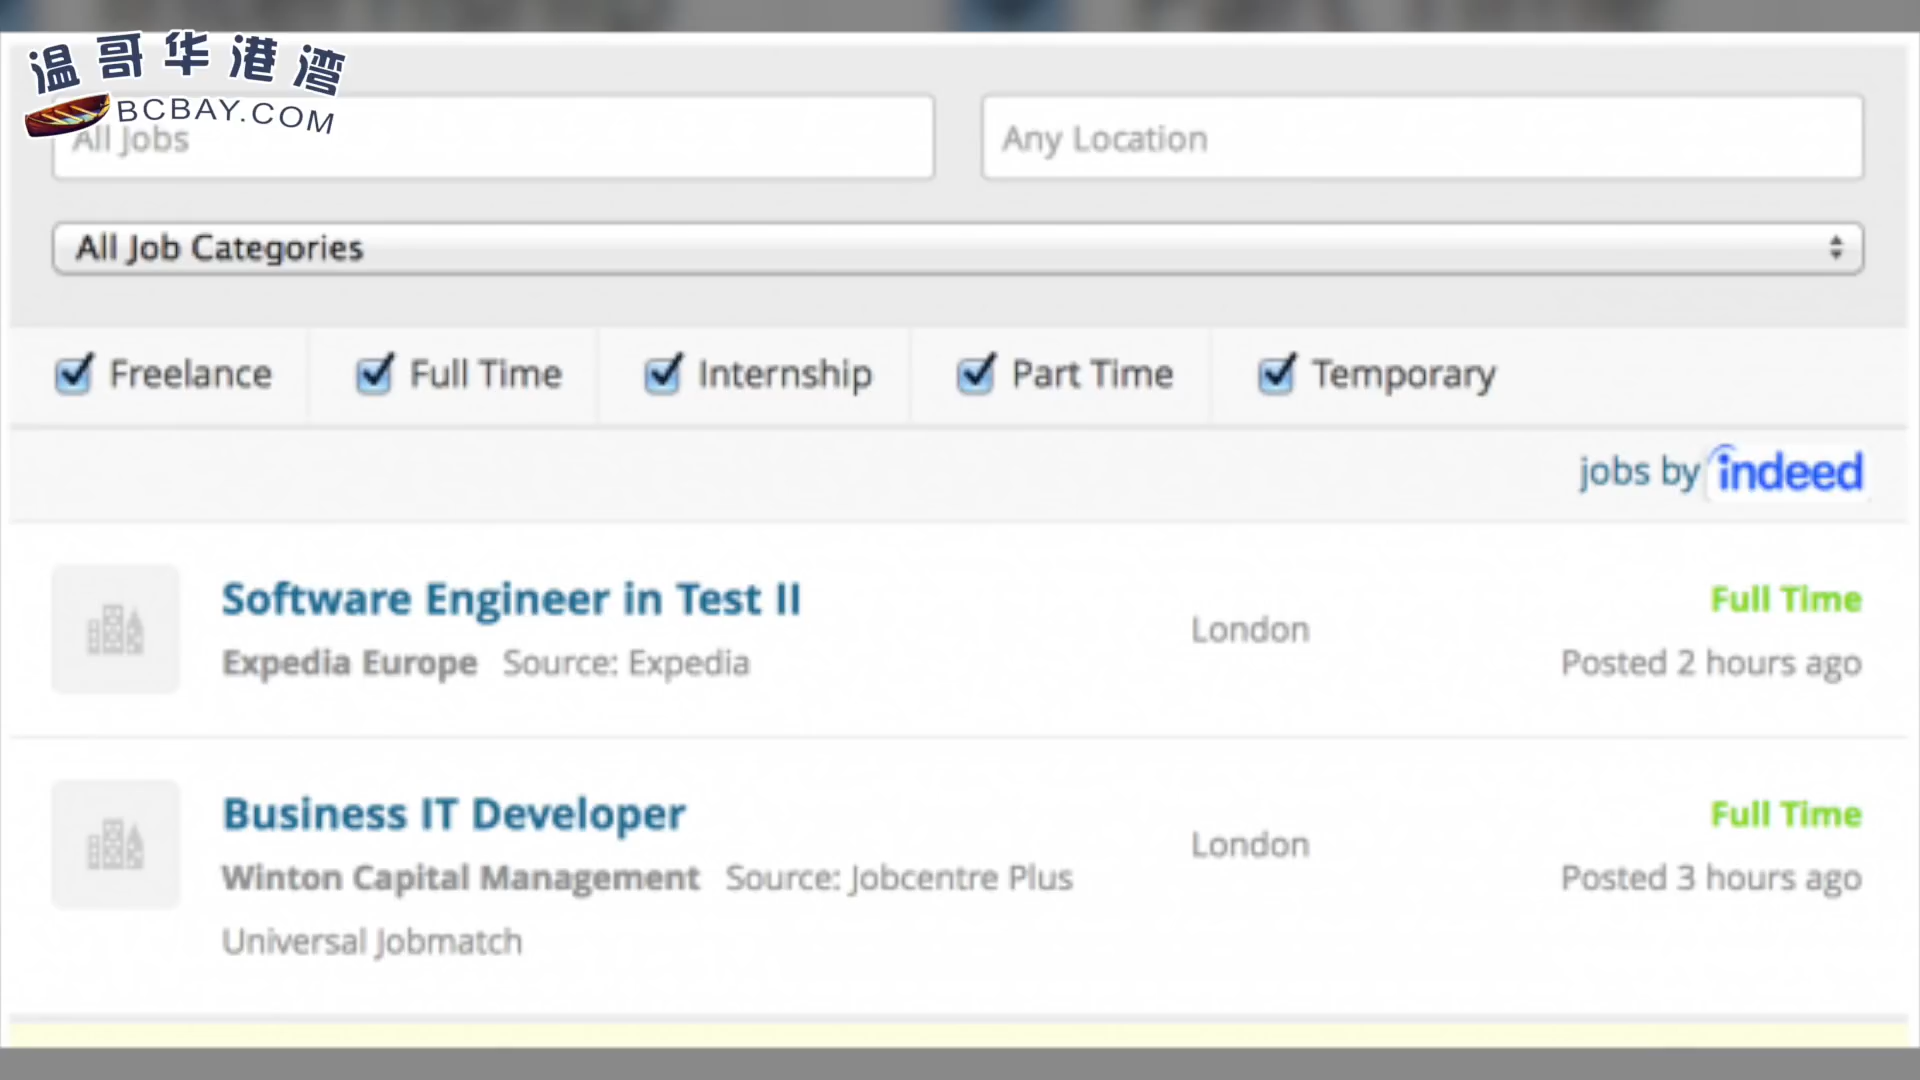 温哥华港湾
BCBAY.COM
All Jobs
Any Location
All Job Categories
Freelance
Full Time
Internship
Part Time
Temporary
jobs by indeed
Software Engineer in Test II
Expedia Europe Source: Expedia
London
Full Time
Posted 2 hours ago
Business IT Developer
Winton Capital Management Source: Jobcentre Plus
Universal Jobmatch
London
Full Time
Posted 3 hours ago